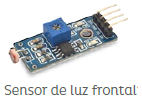 Sensor de luz frontal